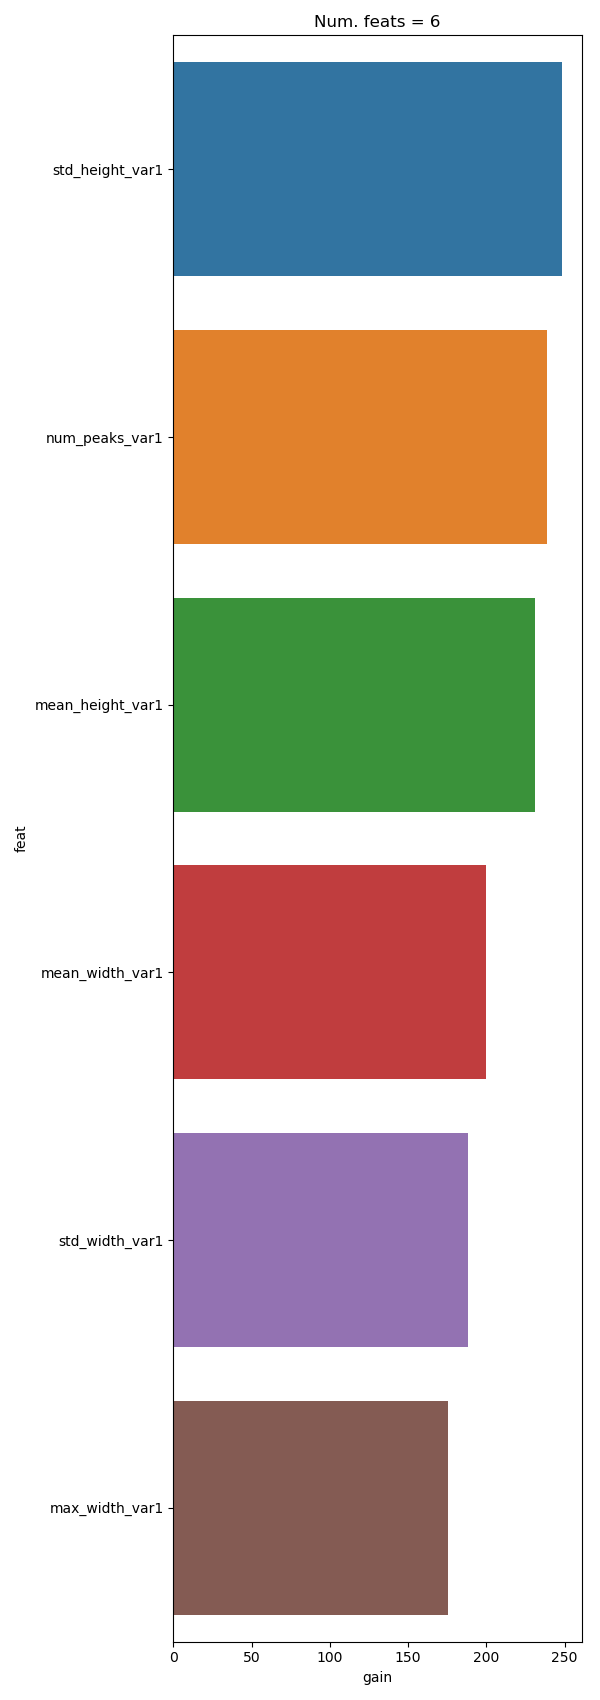 Num. feats = 6
std_height_var1
num_peaks_var1
mean_height_var1
feat
mean_width_var1
std_width_var1
max_width_var1
0 50 100 150 200 250
gain